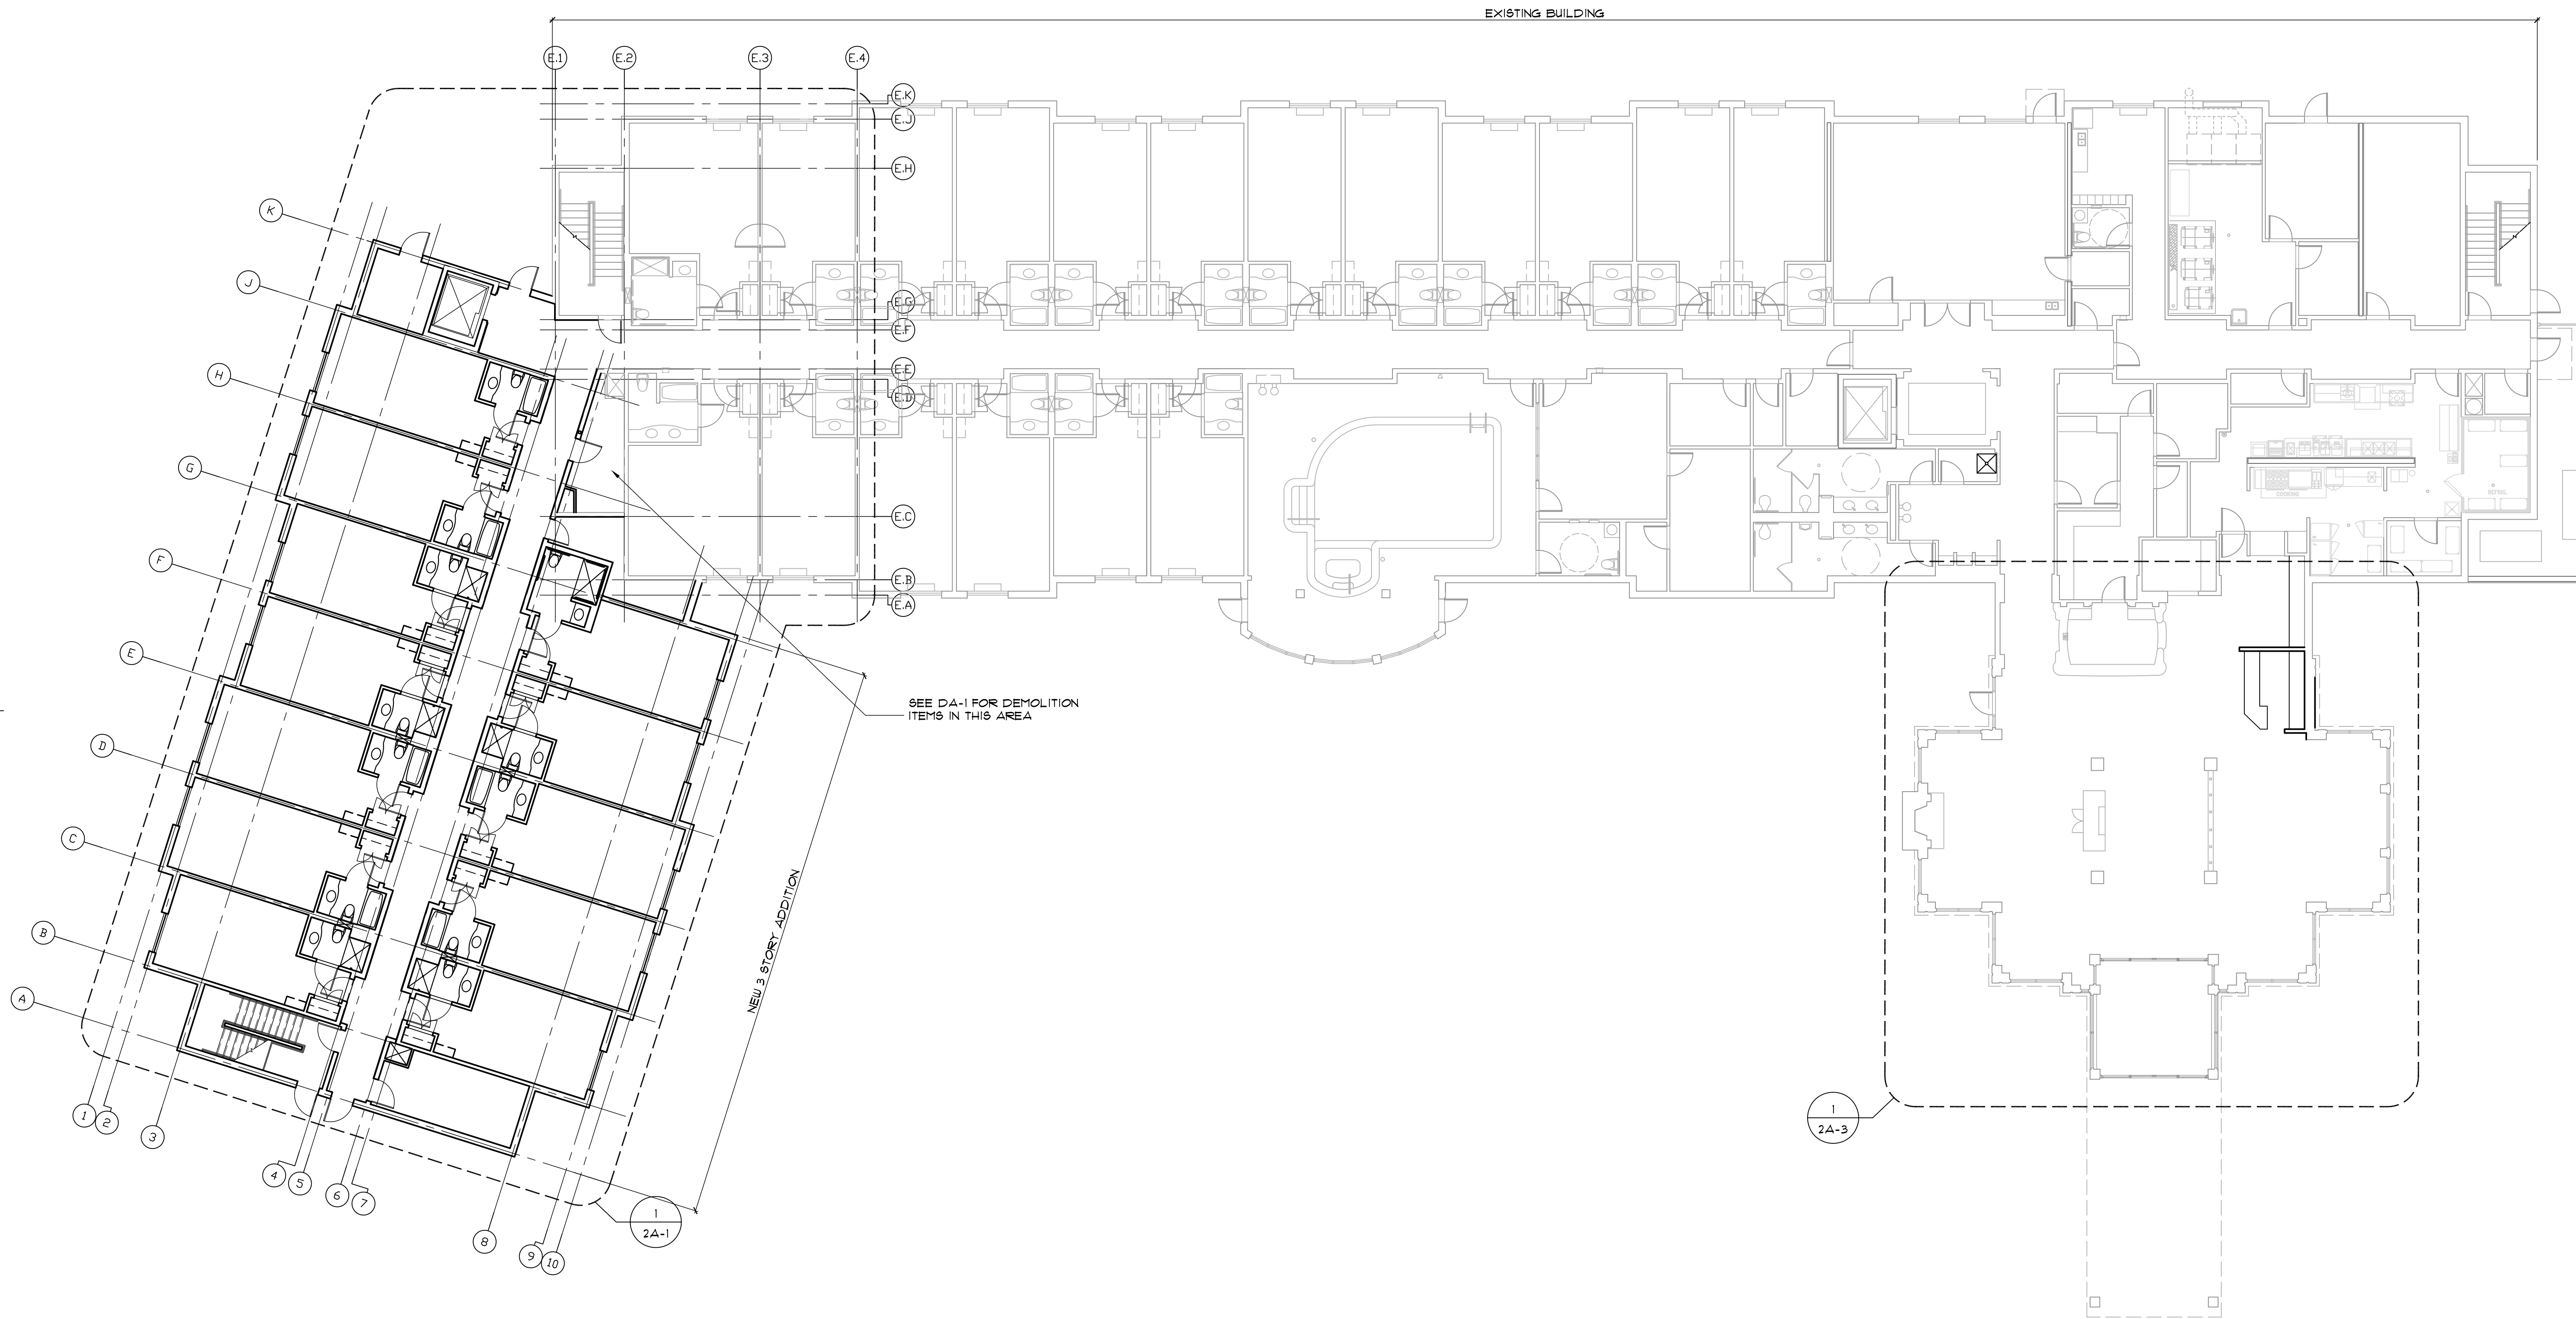 EXISTING BUILDING
E.1
E.2
E.3
E.4
E.K
E.J
E.H
E.G
E.F
E.E
E.D
E.C
E.B
E.A
K
J
H
G
F
E
D
C
B
A
COOKING
SEE DA-1 FOR DEMOLITION
ITEMS IN THIS AREA
NEW 3 STORY ADDITION
1
2
3
4
5
6
7
8
9
10
1
2A-1
1
2A-3